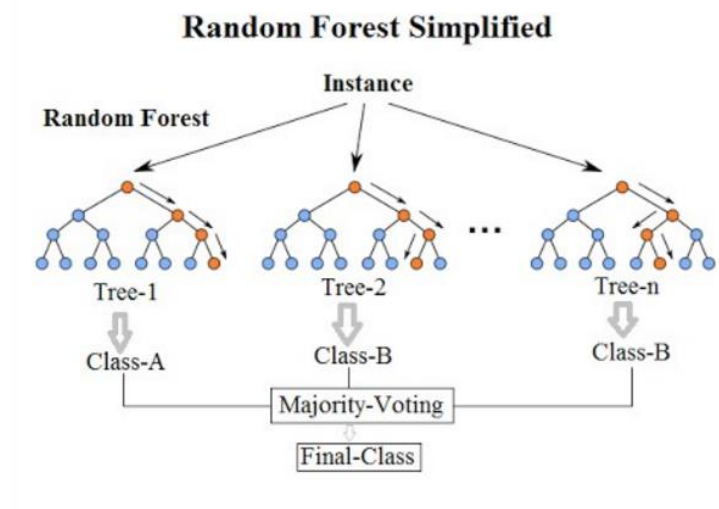 Random Forest Simplified
Instance
Random Forest
...
Tree-1
Tree-2
Tree-n
Class-A
Class-B
Class-B
Majority-Voting
Final-Class